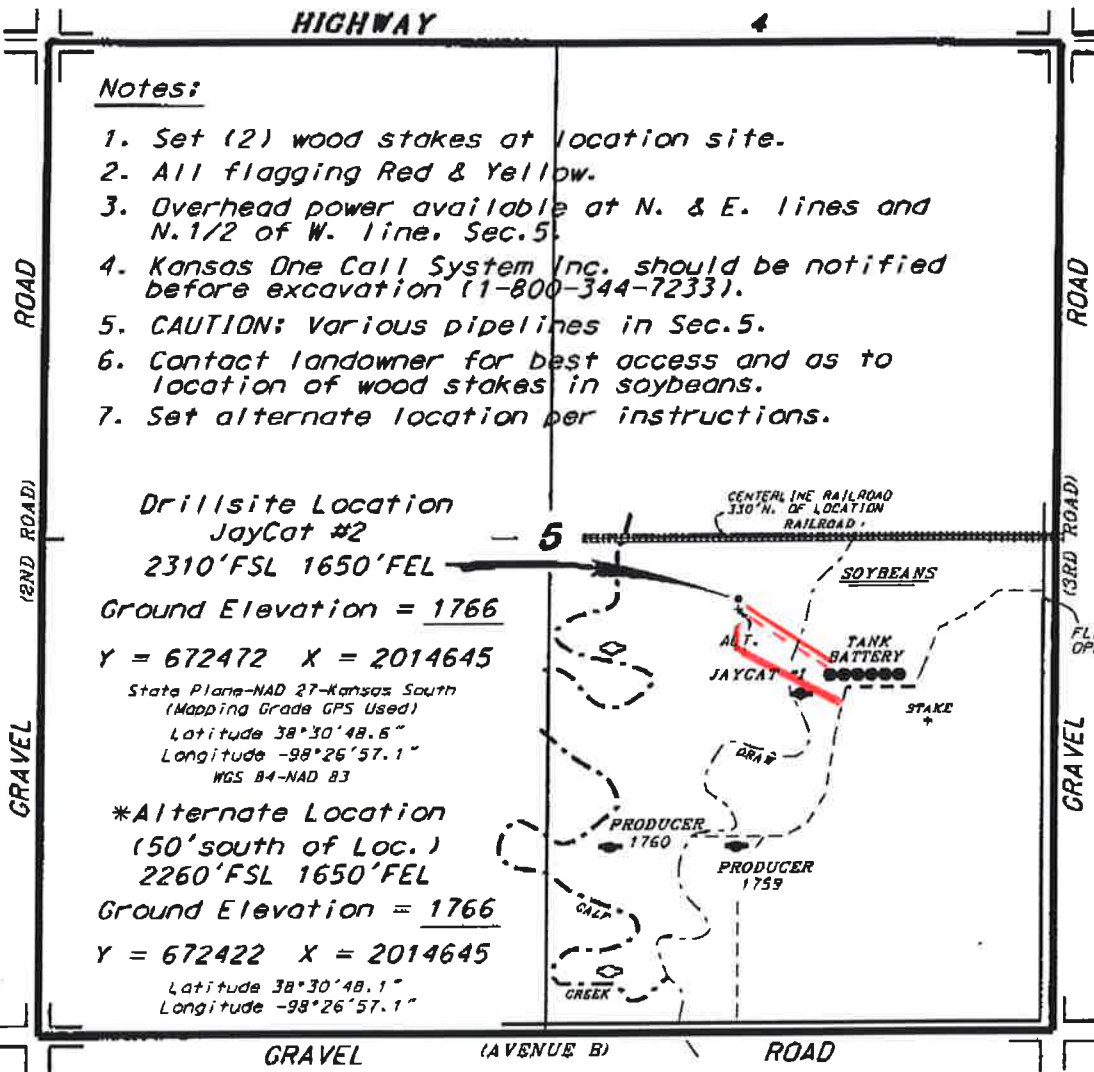 HIGHWAY 4
Notes:
1. Set (2) wood stakes at location site.
2. All flagging Red & Yellow.
3. Overhead power available at N. & E. lines and
N.1/2 of W. line. Sec.5.
4. Kansas One Call System Inc. should be notified
before excavation (1-800-344-7233).
5. CAUTION: Various pipelines in Sec.5.
6. Contact landowner for best access and as to
location of wood stakes in soybeans.
7. Set alternate location per instructions.
GRAVEL (2ND ROAD) ROAD
Drillsite Location
JayCat #2
2310'FSL 1650'FEL
Ground Elevation = 1766
Y = 672472 X = 2014645
State Plane-NAD 27-Kansas South
(Mapping Grade GPS Used)
Latitude 38°30'48.6"
Longitude -98°26'57.1"
WGS 84-NAD 83
*Alternate Location
(50'south of Loc.)
2260'FSL 1650'FEL
Ground Elevation = 1766
Y = 672422 X = 2014645
Latitude 38°30'48.1"
Longitude -98°26'57.1"
5
CENTERLINE RAILROAD
330'N. OF LOCATION
RAILROAD
SOYBEANS
ALT.
TANK
BATTERY
JAYCAT
STAKE
DRAW
PRODUCER
1760
PRODUCER
1759
CREEK
GRAVEL (3RD ROAD) ROAD
GRAVEL (AVENUE B) ROAD